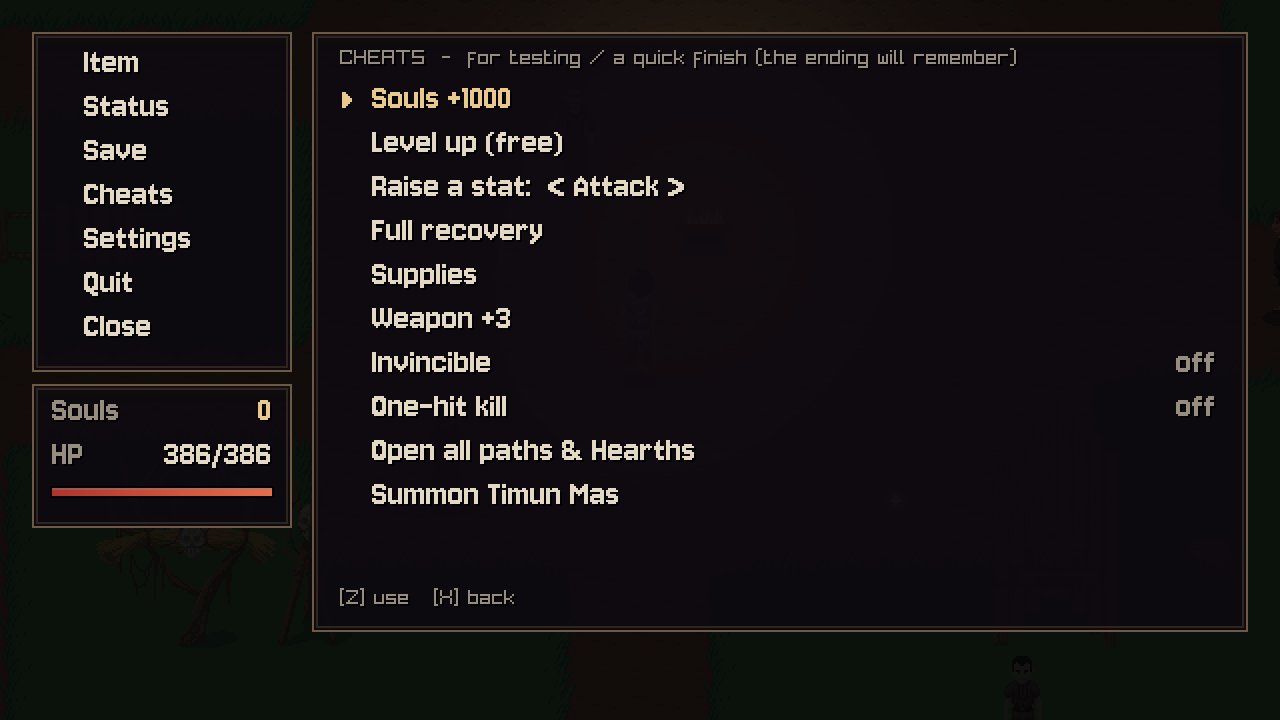 Item
Status
Save
Cheats
Settings
Quit
Close
Souls 0
HP 386/386
CHEATS - for testing / a quick finish (the ending will remember)
Souls +1000
Level up (free)
Raise a stat: < Attack >
Full recovery
Supplies
Weapon +3
Invincible off
One-hit kill off
Open all paths & Hearths
Summon Timun Mas
[Z] use [X] back